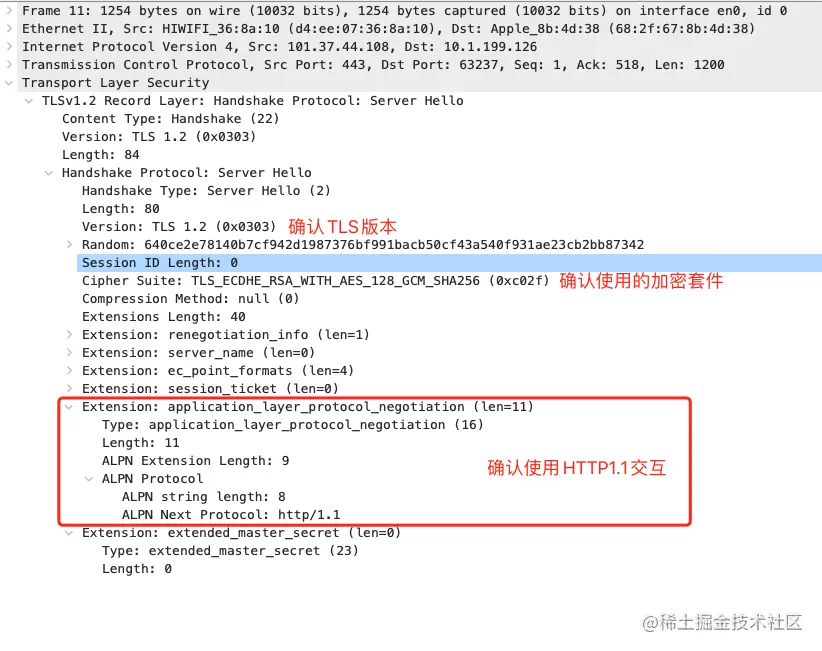 Frame 11: 1254 bytes on wire (10032 bits), 1254 bytes captured (10032 bits) on interface en0, id 0
Ethernet II, Src: HIWIFI_36:8a:10 (d4:ee:07:36:8a:10), Dst: Apple_8b:4d:38 (68:2f:67:8b:4d:38)
Internet Protocol Version 4, Src: 101.37.44.108, Dst: 10.1.199.126
Transmission Control Protocol, Src Port: 443, Dst Port: 63237, Seq: 1, Ack: 518, Len: 1200
Transport Layer Security
TLSv1.2 Record Layer: Handshake Protocol: Server Hello
Content Type: Handshake (22)
Version: TLS 1.2 (0x0303)
Length: 84
Handshake Protocol: Server Hello
Handshake Type: Server Hello (2)
Length: 80
Version: TLS 1.2 (0x0303) 确认TLS版本
Random: 640ce2e78140b7cf942d1987376bf991bacb50cf43a540f931ae23cb2bb87342
Session ID Length: 0
Cipher Suite: TLS_ECDHE_RSA_WITH_AES_128_GCM_SHA256 (0xc02f) 确认使用的加密套件
Compression Method: null (0)
Extensions Length: 40
Extension: renegotiation_info (len=1)
Extension: server_name (len=0)
Extension: ec_point_formats (len=4)
Extension: session_ticket (len=0)
Extension: application_layer_protocol_negotiation (len=11)
Type: application_layer_protocol_negotiation (16)
Length: 11
ALPN Extension Length: 9
确认使用HTTP1.1交互
ALPN Protocol
ALPN string length: 8
ALPN Next Protocol: http/1.1
Extension: extended_master_secret (len=0)
Type: extended_master_secret (23)
Length: 0
@稀土掘金技术社区